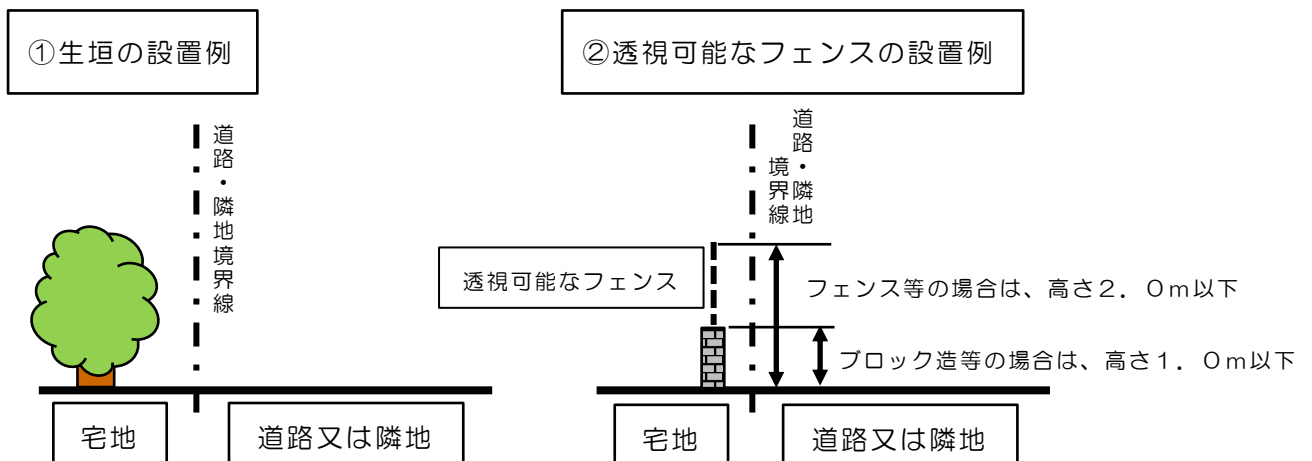 ①生垣の設置例
道路・隣地境界線
宅地
道路又は隣地
②透視可能なフェンスの設置例
道路・隣地
境界線
透視可能なフェンス
フェンス等の場合は、高さ2．0m以下
ブロック造等の場合は、高さ1．0m以下
宅地
道路又は隣地